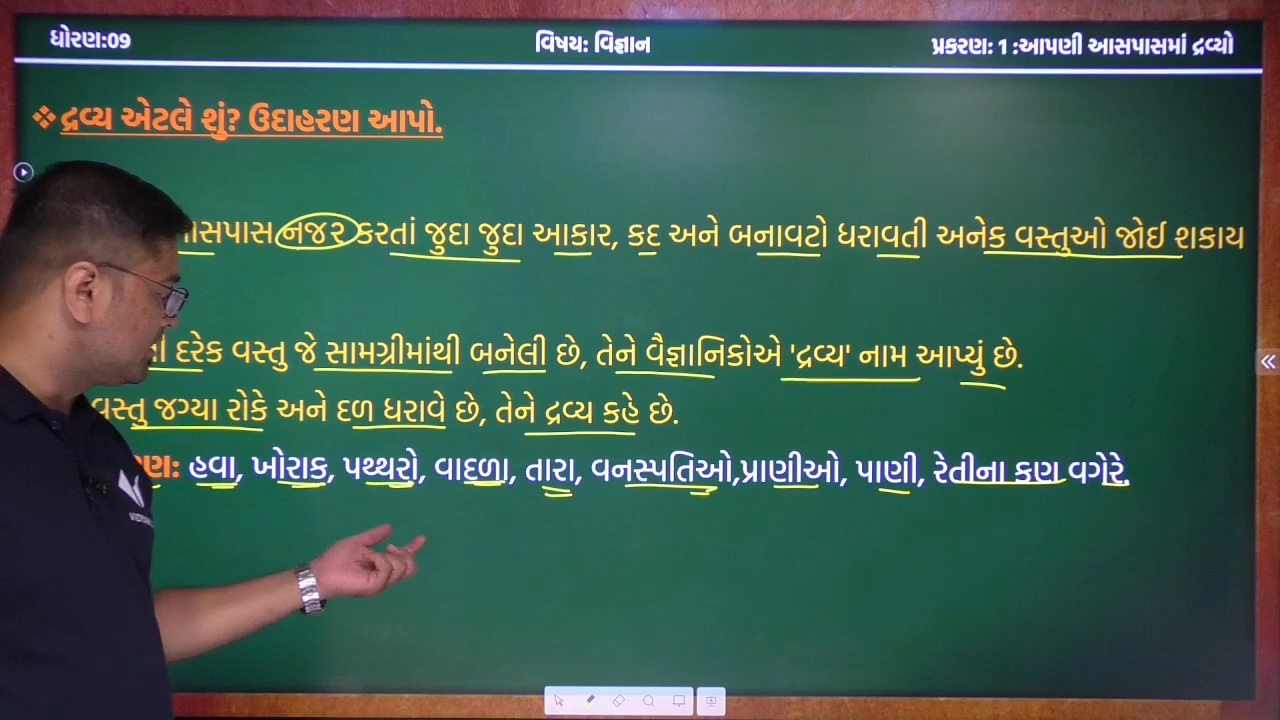 ધોરણ:09
વિષય: વિજ્ઞાન
પ્રકરણ: 1 :આપણી આસપાસમાં દ્રવ્યો
❖દ્રવ્ય એટલે શું? ઉદાહરણ આપો.
નજર કરતાં જુદા જુદા આકાર, કદ અને બનાવટો ધરાવતી અનેક વસ્તુઓ જોઈ શકાય
દરેક વસ્તુ જે સામગ્રીમાંથી બનેલી છે, તેને વૈજ્ઞાનિકોએ 'દ્રવ્ય' નામ આપ્યું છે.
વસ્તુ જગ્યા રોકે અને દળ ધરાવે છે, તેને દ્રવ્ય કહે છે.
હવા, ખોરાક, પથ્થરો, વાદળા, તારા, વનસ્પતિઓ,પ્રાણીઓ, પાણી, રેતીના કણ વગેરે.